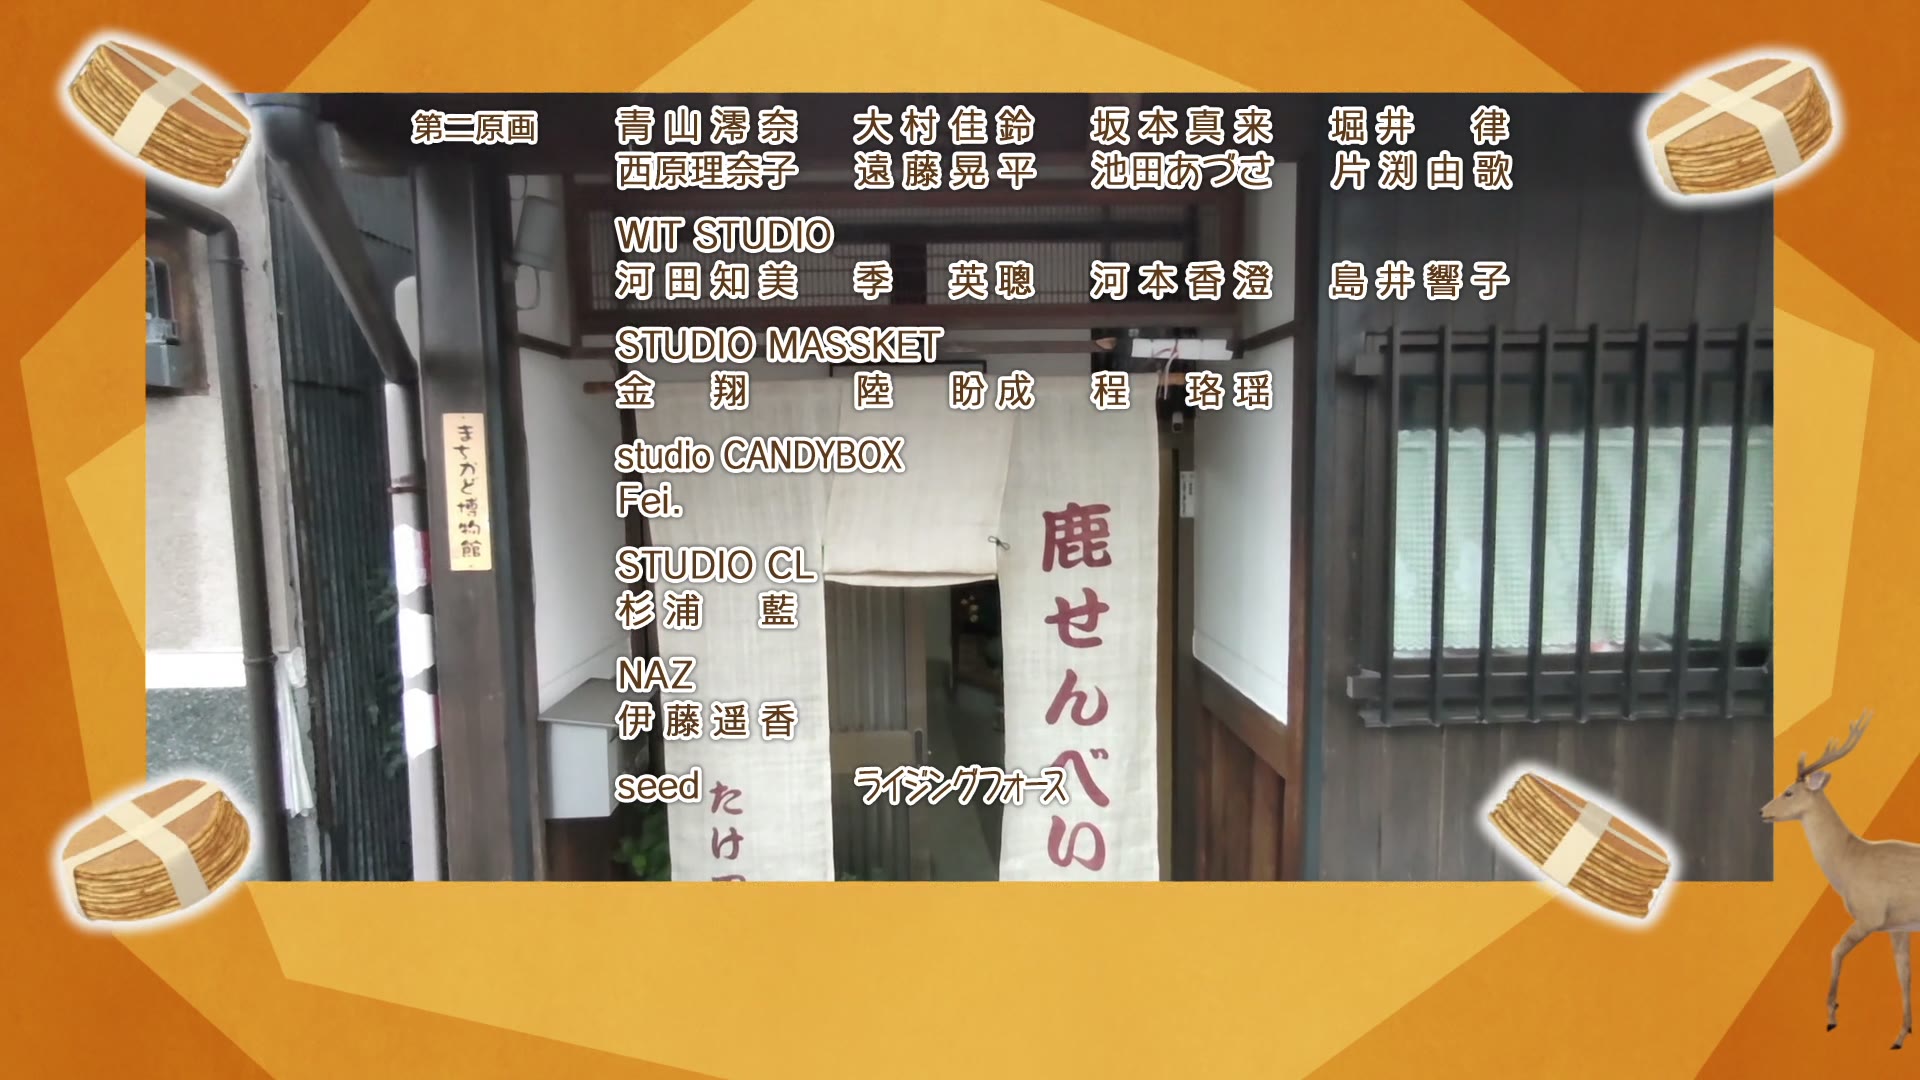 第二原画 青山澪奈 大村佳鈴 坂本真来 堀井 律
西原理奈子 遠藤晃平 池田あづさ 片渕由歌
WIT STUDIO
河田知美 季 英聰 河本香澄 島井響子
STUDIO MASSKET
金 翔 陸 盼成 程 珞瑶
studio CANDYBOX
Fei.
STUDIO CL
杉浦 藍
NAZ
伊藤遥香
seed ライジングフォース
まちかど博物館
鹿せんべい
たけ